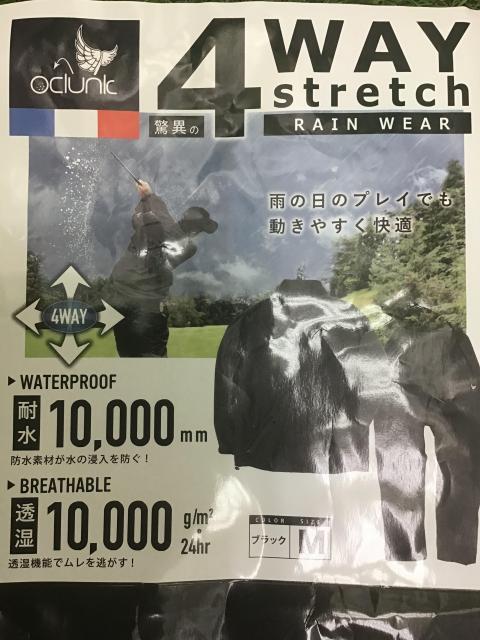 oclunk
驚異の
4 WAY
stretch
RAIN WEAR
雨の日のプレイでも
動きやすく快適
4WAY
WATERPROOF
耐水 10,000mm
防水素材が水の浸入を防ぐ！
BREATHABLE
透湿 10,000 g/m² 24hr
透湿機能でムレを逃がす！
COLOR SIZE
ブラック M